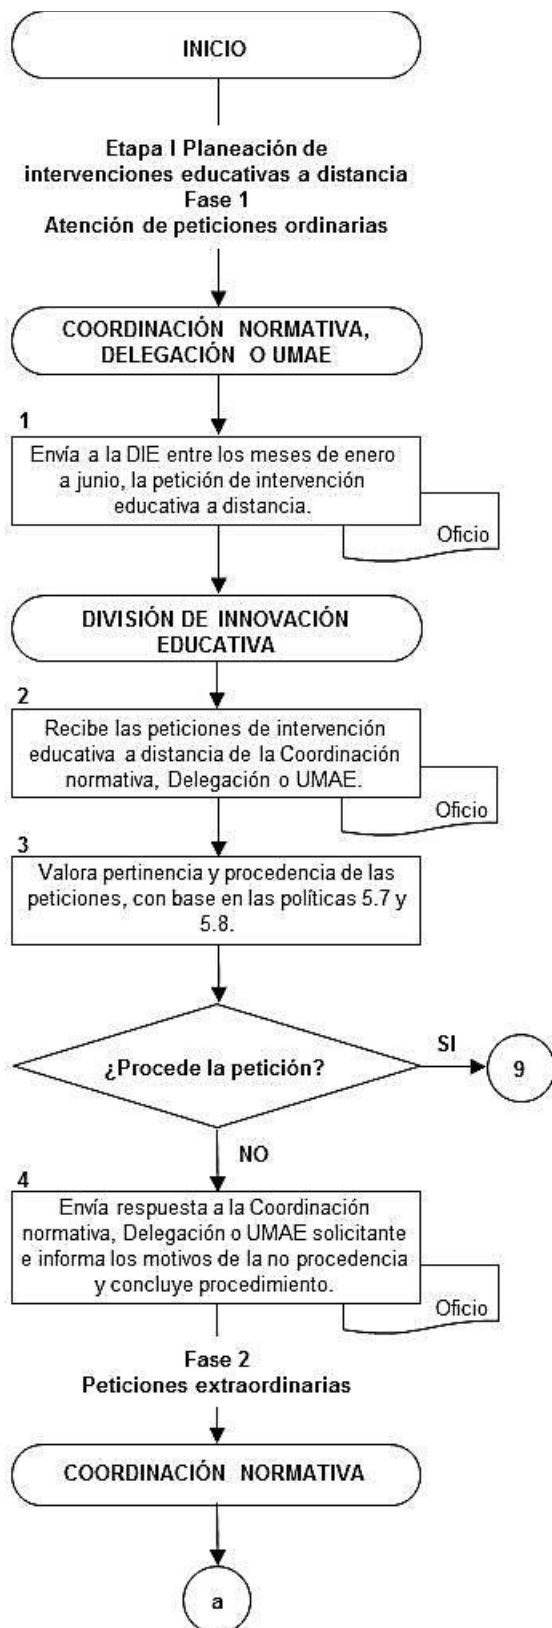 INICIO
Etapa I Planeación de
intervenciones educativas a distancia
Fase 1
Atención de peticiones ordinarias
COORDINACIÓN NORMATIVA,
DELEGACIÓN O UMAE
1
Envía a la DIE entre los meses de enero
a junio, la petición de intervención
educativa a distancia.
Oficio
DIVISIÓN DE INNOVACIÓN
EDUCATIVA
2
Recibe las peticiones de intervención
educativa a distancia de la Coordinación
normativa, Delegación o UMAE.
Oficio
3
Valora pertinencia y procedencia de las
peticiones, con base en las políticas 5.7 y
5.8.
¿Procede la petición?
SI
9
NO
4
Envía respuesta a la Coordinación
normativa, Delegación o UMAE solicitante
e informa los motivos de la no procedencia
y concluye procedimiento.
Oficio
Fase 2
Peticiones extraordinarias
COORDINACIÓN NORMATIVA
a